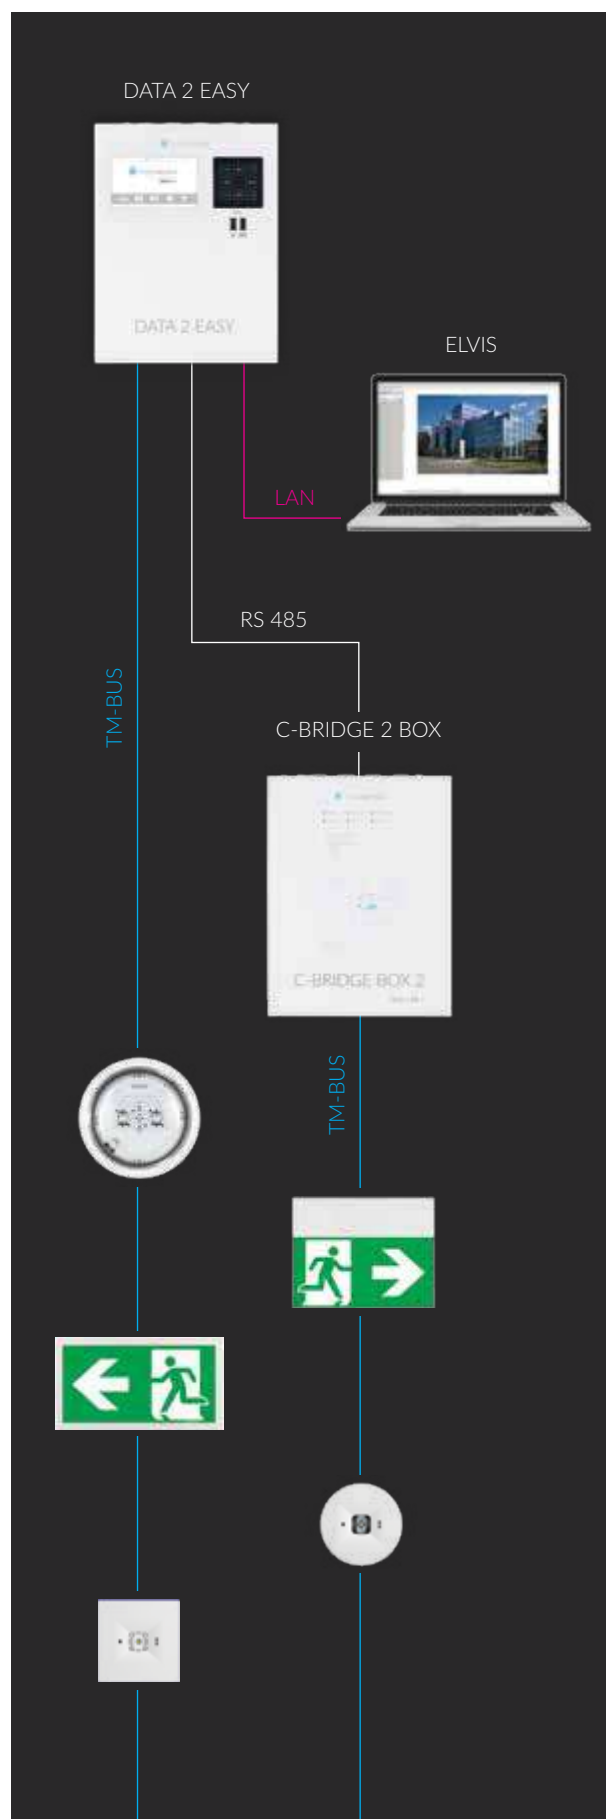 DATA 2 EASY
DATA 2 EASY
ELVIS
LAN
RS 485
TM-BUS
C-BRIDGE 2 BOX
C-BRIDGE BOX 2
TM-BUS